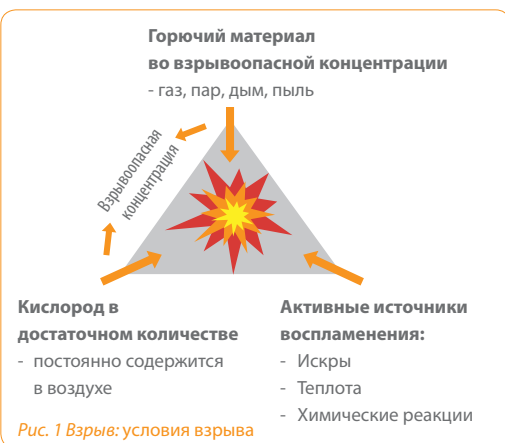 Горючий материал
во взрывоопасной концентрации
- газ, пар, дым, пыль
Взрывоопасная
концентрация
Кислород в
достаточном количестве
- постоянно содержится
в воздухе
Активные источники
воспламенения:
- Искры
- Теплота
- Химические реакции
Рис. 1 Взрыв: условия взрыва